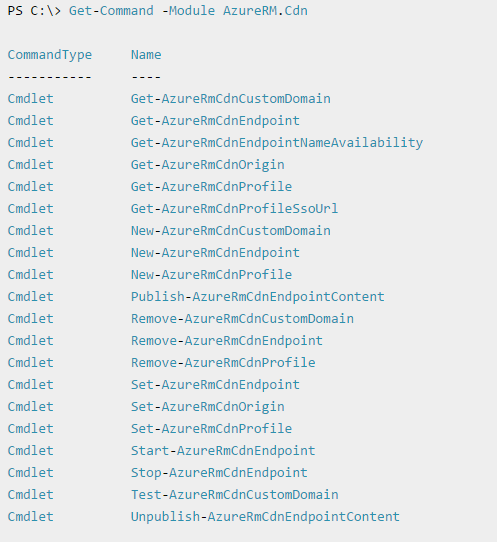 PS C:\> Get-Command -Module AzureRM.Cdn
CommandType Name
----------- ----
Cmdlet Get-AzureRmCdnCustomDomain
Cmdlet Get-AzureRmCdnEndpoint
Cmdlet Get-AzureRmCdnEndpointNameAvailability
Cmdlet Get-AzureRmCdnOrigin
Cmdlet Get-AzureRmCdnProfile
Cmdlet Get-AzureRmCdnProfileSsoUrl
Cmdlet New-AzureRmCdnCustomDomain
Cmdlet New-AzureRmCdnEndpoint
Cmdlet New-AzureRmCdnProfile
Cmdlet Publish-AzureRmCdnEndpointContent
Cmdlet Remove-AzureRmCdnCustomDomain
Cmdlet Remove-AzureRmCdnEndpoint
Cmdlet Remove-AzureRmCdnProfile
Cmdlet Set-AzureRmCdnEndpoint
Cmdlet Set-AzureRmCdnOrigin
Cmdlet Set-AzureRmCdnProfile
Cmdlet Start-AzureRmCdnEndpoint
Cmdlet Stop-AzureRmCdnEndpoint
Cmdlet Test-AzureRmCdnCustomDomain
Cmdlet Unpublish-AzureRmCdnEndpointContent